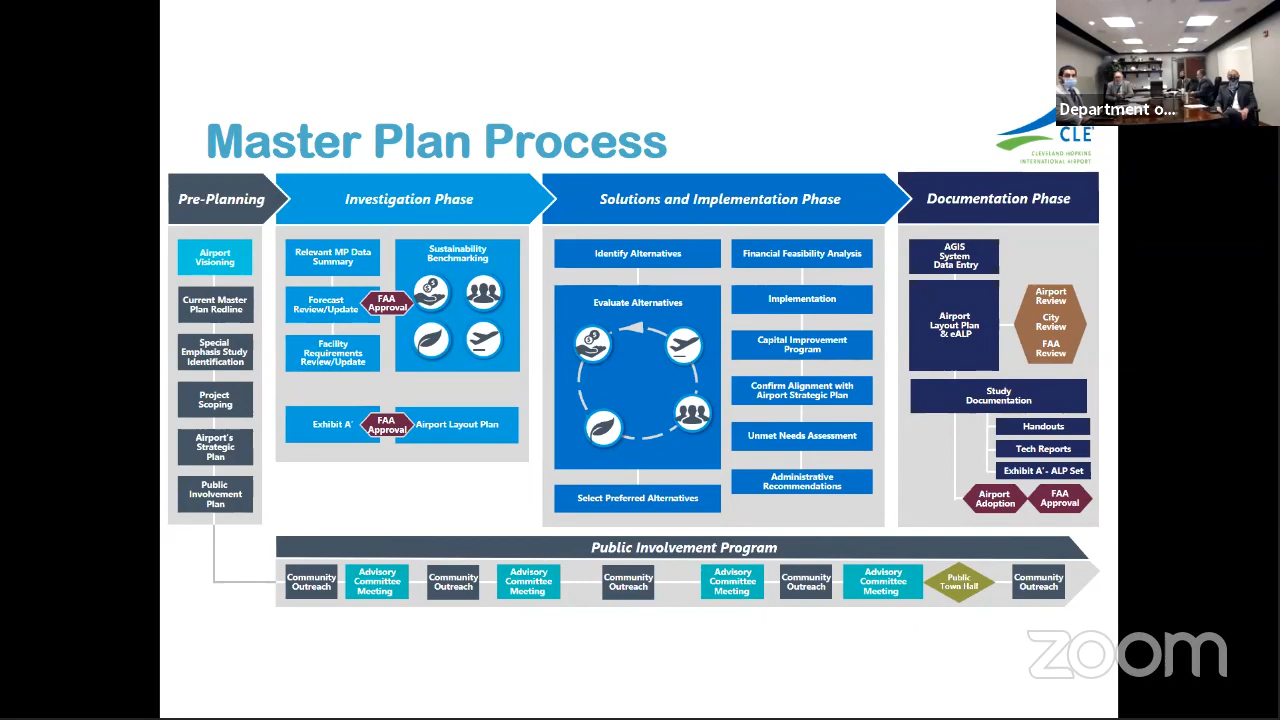 Department o...
Master Plan Process
CLE
CLEVELAND HOPKINS
INTERNATIONAL AIRPORT
Pre-Planning
Investigation Phase
Solutions and Implementation Phase
Documentation Phase
Airport
Visioning
Current Master
Plan Redline
Special
Emphasis Study
Identification
Project
Scoping
Airport's
Strategic
Plan
Public
Involvement
Plan
Relevant MP Data
Summary
Forecast
Review/Update
FAA
Approval
Facility
Requirements
Review/Update
Sustainability
Benchmarking
Exhibit A'
FAA
Approval
Airport Layout Plan
Identify Alternatives
Evaluate Alternatives
Select Preferred Alternatives
Financial Feasibility Analysis
Implementation
Capital Improvement
Program
Confirm Alignment with
Airport Strategic Plan
Unmet Needs Assessment
Administrative
Recommendations
AGIS
System
Data Entry
Airport
Layout Plan
& eALP
Airport
Review
City
Review
FAA
Review
Study
Documentation
Handouts
Tech Reports
Exhibit A'- ALP Set
Airport
Adoption
FAA
Approval
Public Involvement Program
Community
Outreach
Advisory
Committee
Meeting
Community
Outreach
Advisory
Committee
Meeting
Community
Outreach
Advisory
Committee
Meeting
Community
Outreach
Advisory
Committee
Meeting
Public
Town Hall
Community
Outreach
zoom